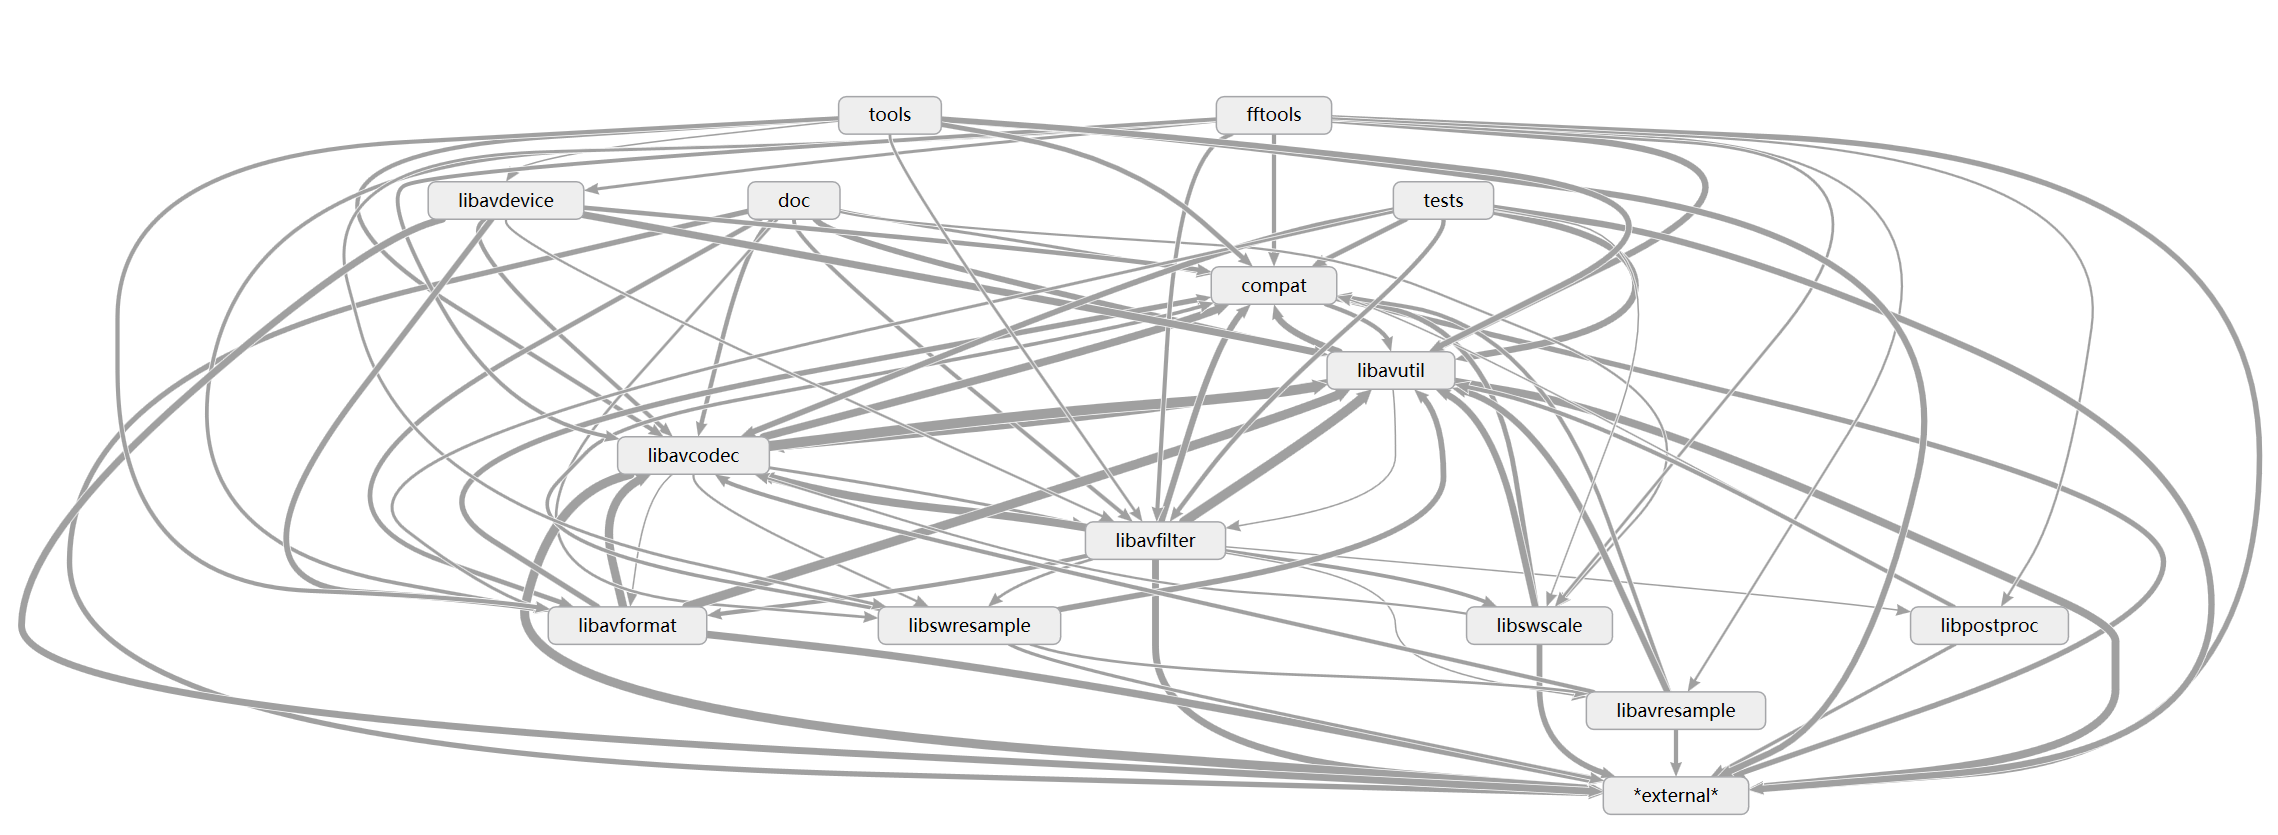 tools
fftools
libavdevice
doc
tests
compat
libavutil
libavcodec
libavfilter
libavformat
libswresample
libswscale
libpostproc
libavresample
*external*